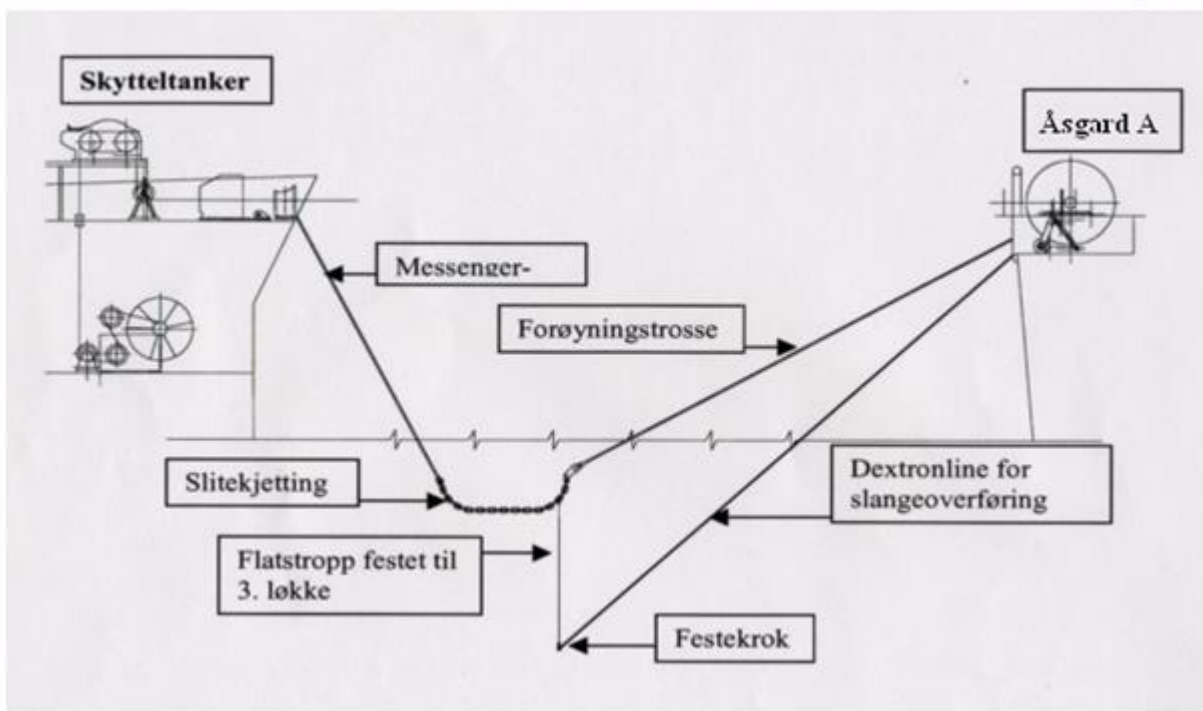 Skytteltanker
Åsgard A
Messenger-
Forøyningstrosse
Slitekjetting
Dextronline for
slangeoverføring
Flatstropp festet til
3. løkke
Festekrok